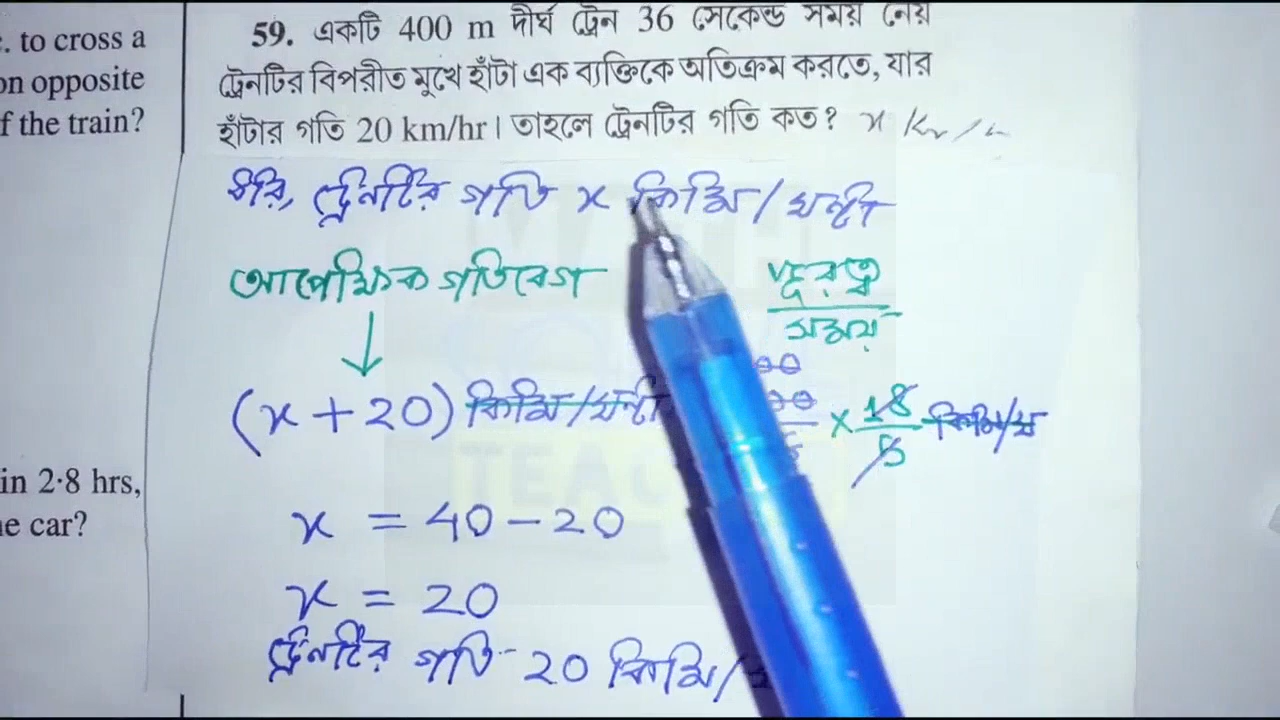 . to cross a
on opposite
f the train?
59. একটি 400 m দীর্ঘ ট্রেন 36 সেকেন্ড সময় নেয়
ট্রেনটির বিপরীত মুখে হাঁটা এক ব্যক্তিকে অতিক্রম করতে, যার
হাঁটার গতি 20 km/hr। তাহলে ট্রেনটির গতি কত? x
ধরি, ট্রেনটির গতি x কিমি/ঘন্টা
আপেক্ষিক গতিবেগ
দূরত্ব
সময়
(x + 20) কিমি/ঘন্টা × 18/5 কিমি/ঘ
in 2·8 hrs,
e car?
x = 40 - 20
x = 20
ট্রেনটির গতি - 20 কিমি/